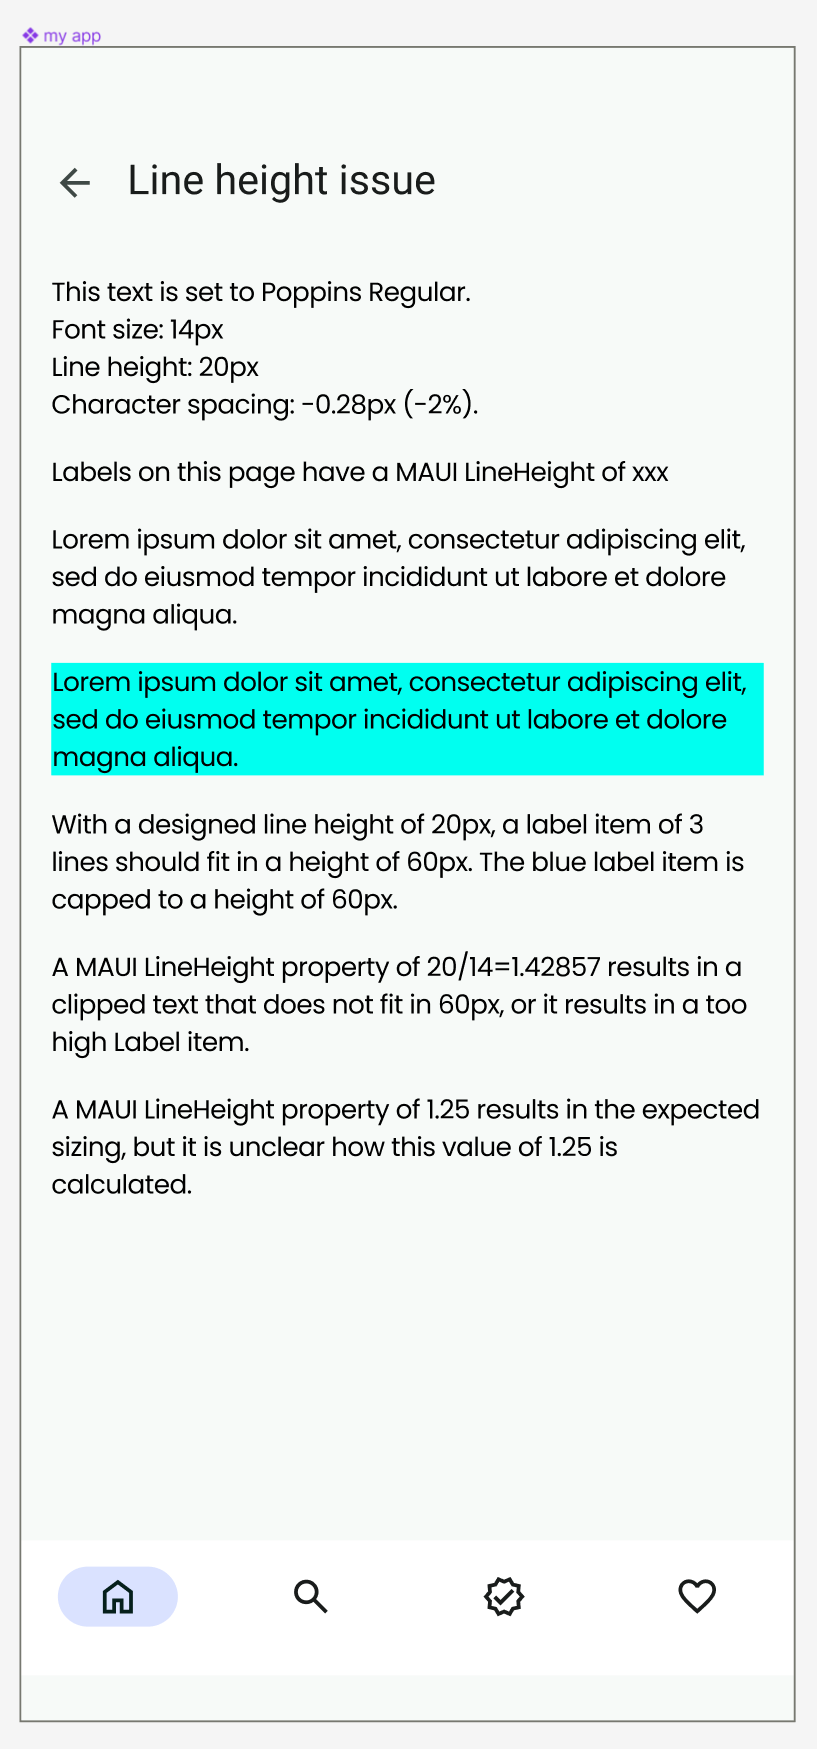 my app
Line height issue
This text is set to Poppins Regular.
Font size: 14px
Line height: 20px
Character spacing: -0.28px (-2%).
Labels on this page have a MAUI LineHeight of xxx
Lorem ipsum dolor sit amet, consectetur adipiscing elit,
sed do eiusmod tempor incididunt ut labore et dolore
magna aliqua.
Lorem ipsum dolor sit amet, consectetur adipiscing elit,
sed do eiusmod tempor incididunt ut labore et dolore
magna aliqua.
With a designed line height of 20px, a label item of 3
lines should fit in a height of 60px. The blue label item is
capped to a height of 60px.
A MAUI LineHeight property of 20/14=1.42857 results in a
clipped text that does not fit in 60px, or it results in a too
high Label item.
A MAUI LineHeight property of 1.25 results in the expected
sizing, but it is unclear how this value of 1.25 is
calculated.